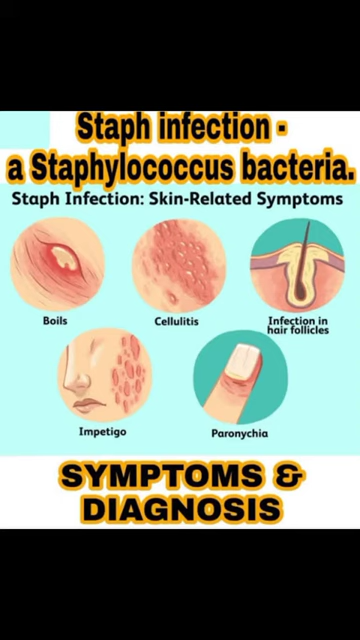 Staph infection -
a Staphylococcus bacteria.
Staph Infection: Skin-Related Symptoms
Boils
Cellulitis
Infection in
hair follicles
Impetigo
Paronychia
SYMPTOMS &
DIAGNOSIS